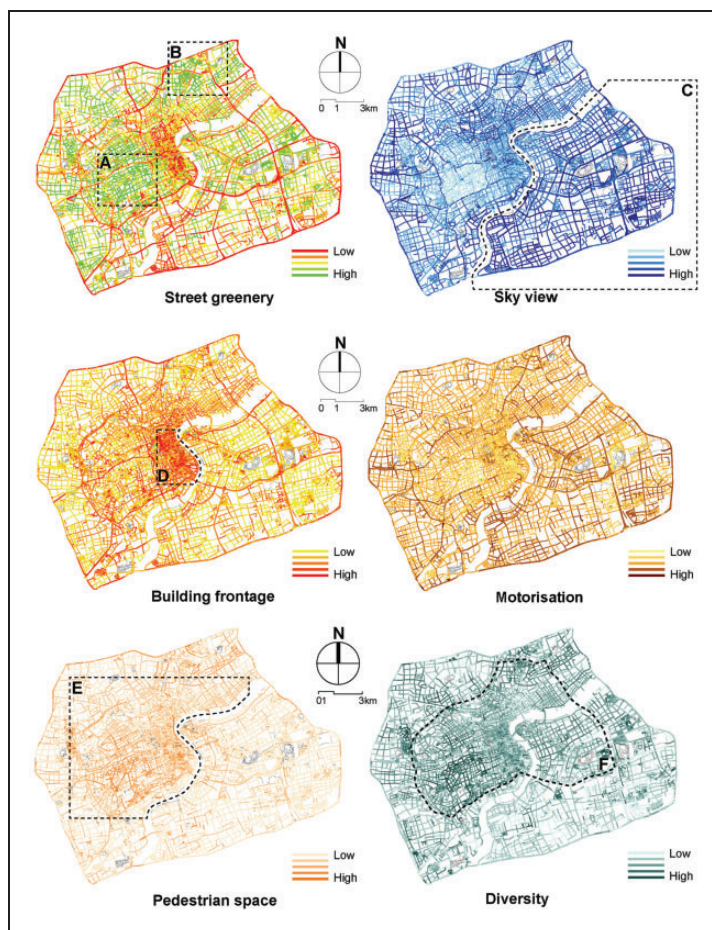 B
N
0 1 3km
A
Low
High
Street greenery
C
Low
High
Sky view
N
0 1 3km
D
Low
High
Building frontage
Low
High
Motorisation
E
N
01 3km
Low
High
Pedestrian space
F
Low
High
Diversity